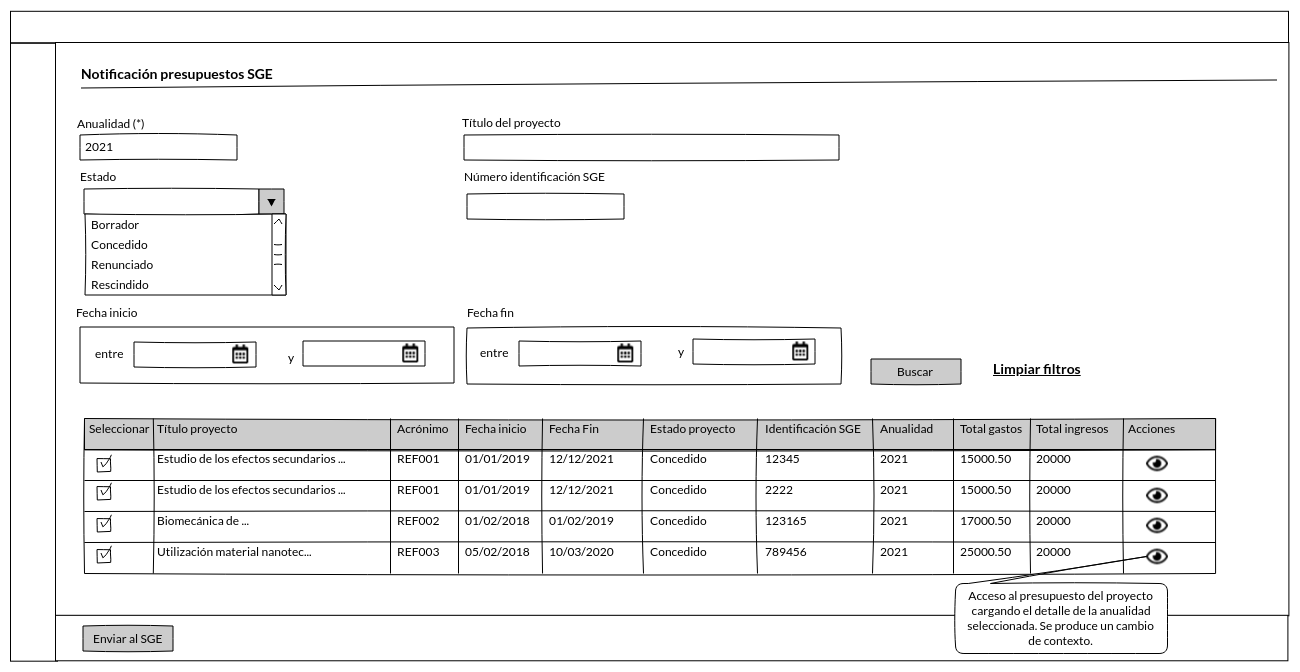 Notificación presupuestos SGE
Anualidad (*) Título del proyecto
2021
Estado Número identificación SGE
Borrador
Concedido
Renunciado
Rescindido
Fecha inicio Fecha fin
entre y entre y
Buscar Limpiar filtros
Seleccionar Título proyecto Acrónimo Fecha inicio Fecha Fin Estado proyecto Identificación SGE Anualidad Total gastos Total ingresos Acciones
Estudio de los efectos secundarios ... REF001 01/01/2019 12/12/2021 Concedido 12345 2021 15000.50 20000
Estudio de los efectos secundarios ... REF001 01/01/2019 12/12/2021 Concedido 2222 2021 15000.50 20000
Biomecánica de ... REF002 01/02/2018 01/02/2019 Concedido 123165 2021 17000.50 20000
Utilización material nanotec... REF003 05/02/2018 10/03/2020 Concedido 789456 2021 25000.50 20000
Acceso al presupuesto del proyecto
cargando el detalle de la anualidad
seleccionada. Se produce un cambio
de contexto.
Enviar al SGE